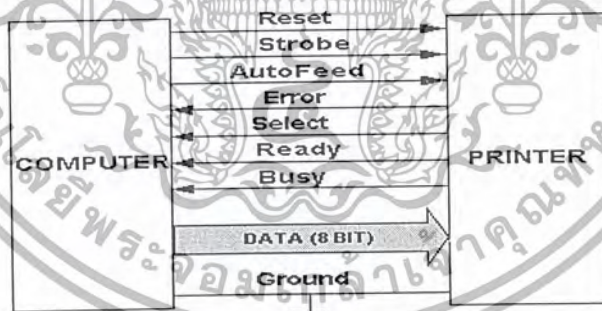 Reset
Strobe
AutoFeed
Error
Select
Ready
Busy
COMPUTER
PRINTER
DATA (8 BIT)
Ground